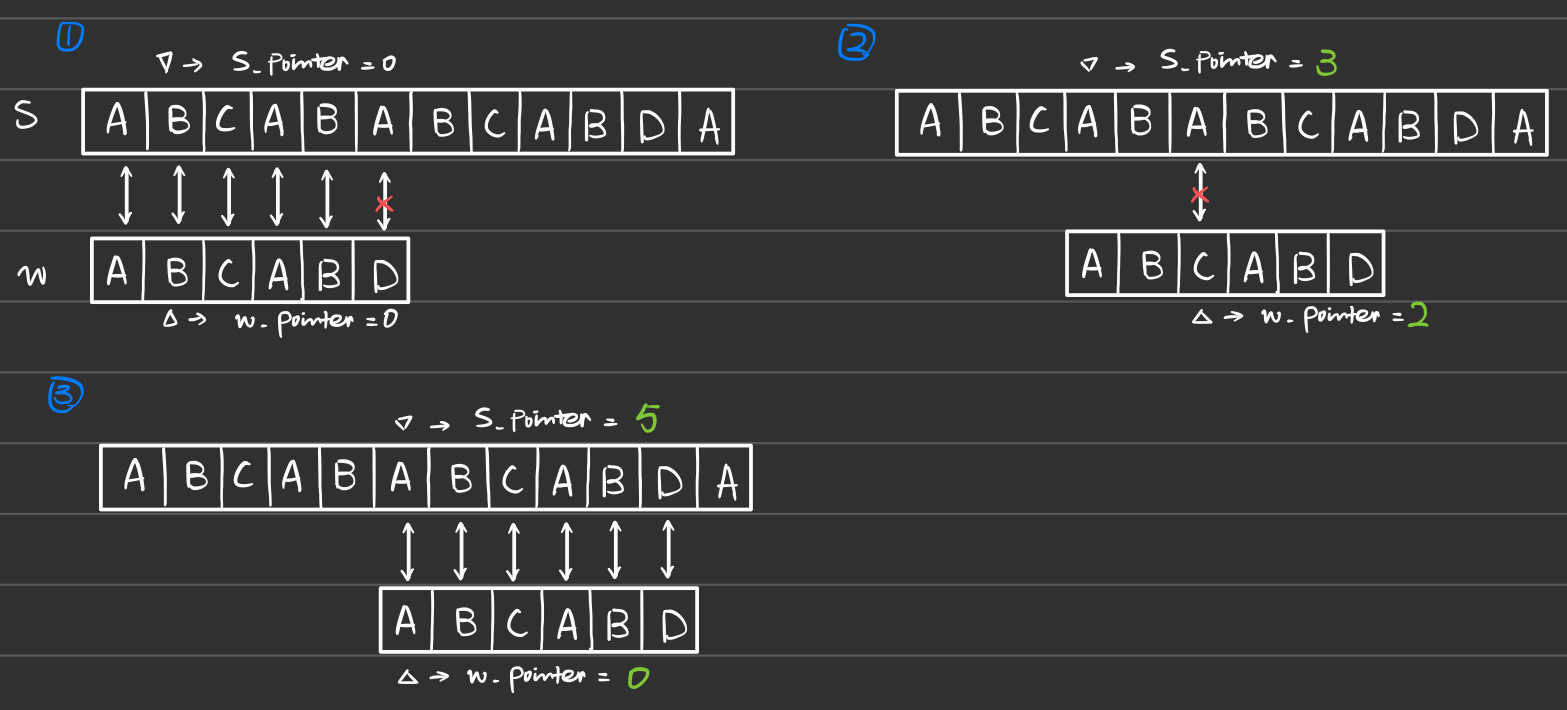 ①
▽ → S_pointer = 0
S A B C A B A B C A B D A
W A B C A B D
△ → w_pointer = 0
②
▽ → S_pointer = 3
A B C A B A B C A B D A
A B C A B D
△ → w_pointer = 2
③
▽ → S_pointer = 5
A B C A B A B C A B D A
A B C A B D
△ → w_pointer = 0